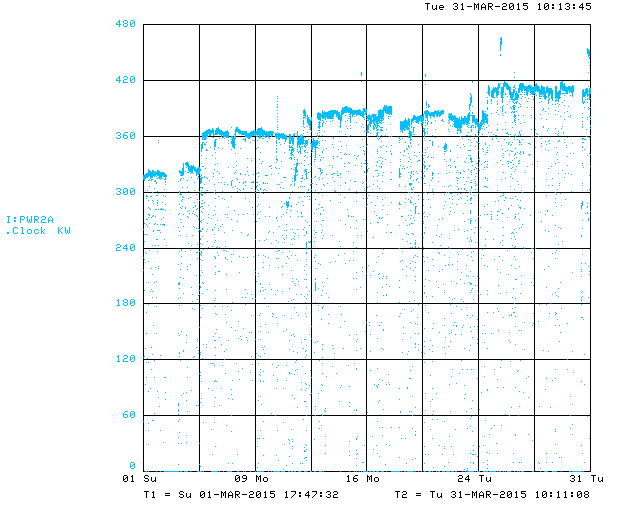 Tue 31-MAR-2015 10:13:45
480
420
360
300
I:PWR2A
.Clock KW
240
180
120
60
0
01 Su 09 Mo 16 Mo 24 Tu 31 Tu
T1 = Su 01-MAR-2015 17:47:32 T2 = Tu 31-MAR-2015 10:11:08